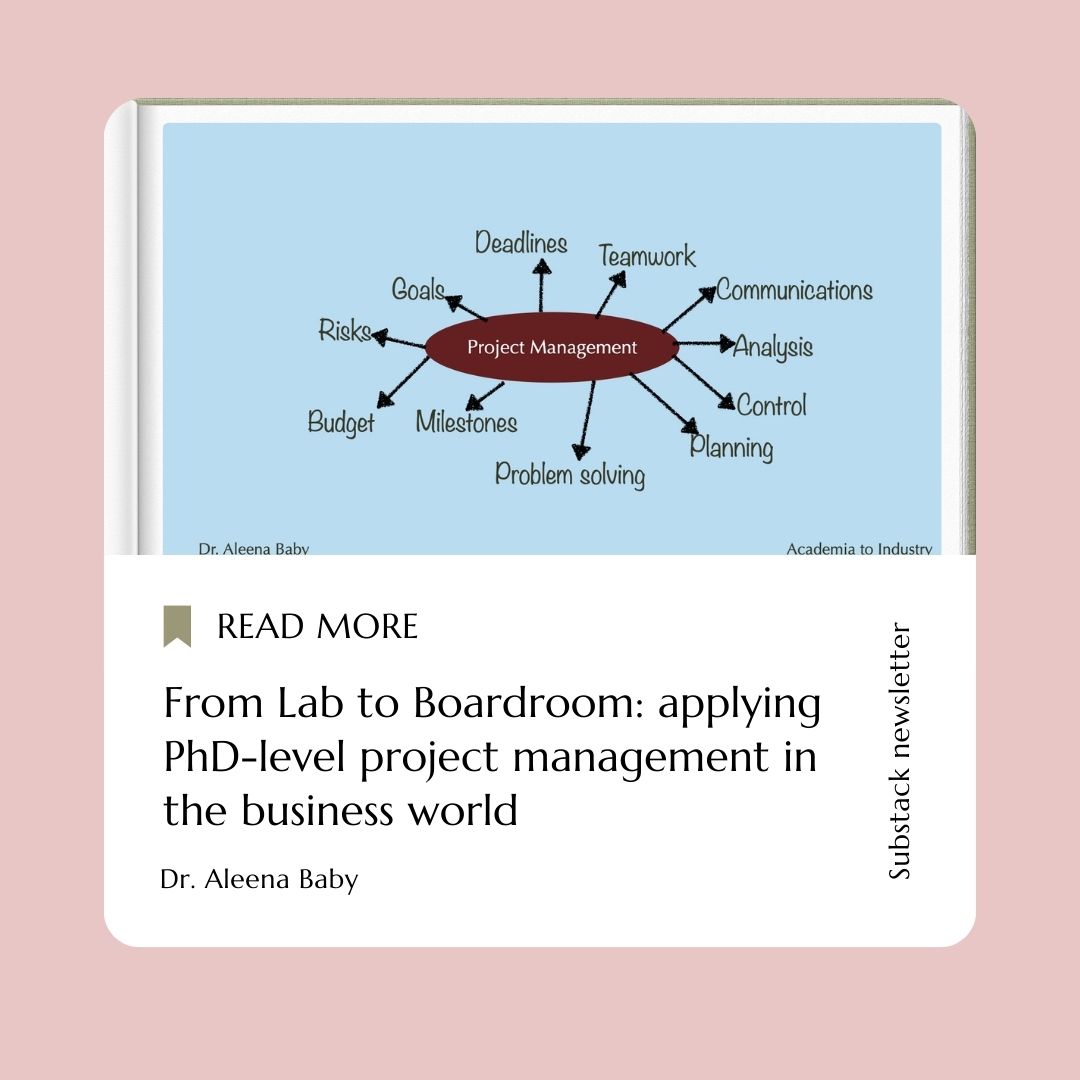 Deadlines
Teamwork
Goals
Communications
Risks
Project Management
Analysis
Control
Budget
Milestones
Planning
Problem solving
Dr. Aleena Baby
Academia to Industry
READ MORE
From Lab to Boardroom: applying
PhD-level project management in
the business world
Dr. Aleena Baby
Substack newsletter